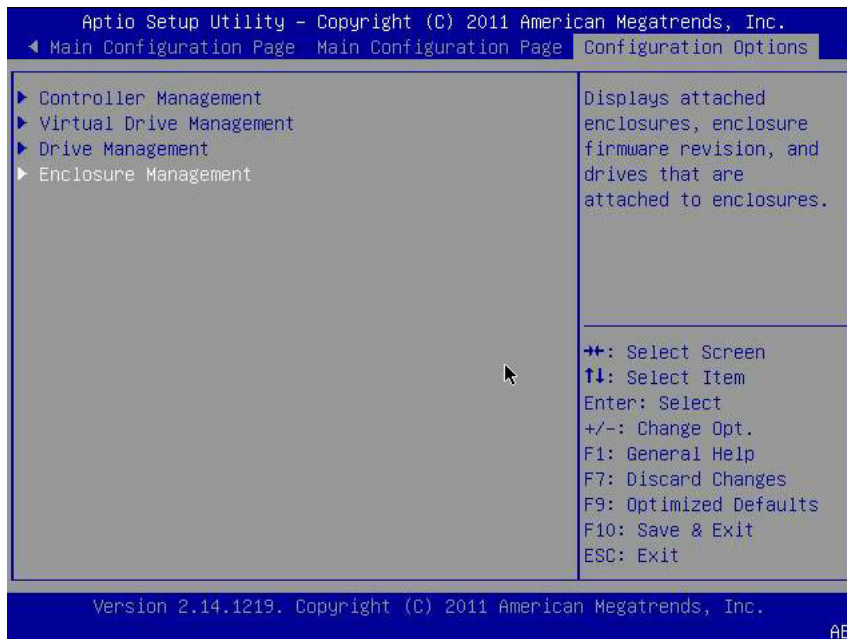 Aptio Setup Utility – Copyright (C) 2011 American Megatrends, Inc.
Main Configuration Page Main Configuration Page Configuration Options
Controller Management
Virtual Drive Management
Drive Management
Enclosure Management
Displays attached
enclosures, enclosure
firmware revision, and
drives that are
attached to enclosures.
→←: Select Screen
↑↓: Select Item
Enter: Select
+/-: Change Opt.
F1: General Help
F7: Discard Changes
F9: Optimized Defaults
F10: Save & Exit
ESC: Exit
Version 2.14.1219. Copyright (C) 2011 American Megatrends, Inc.